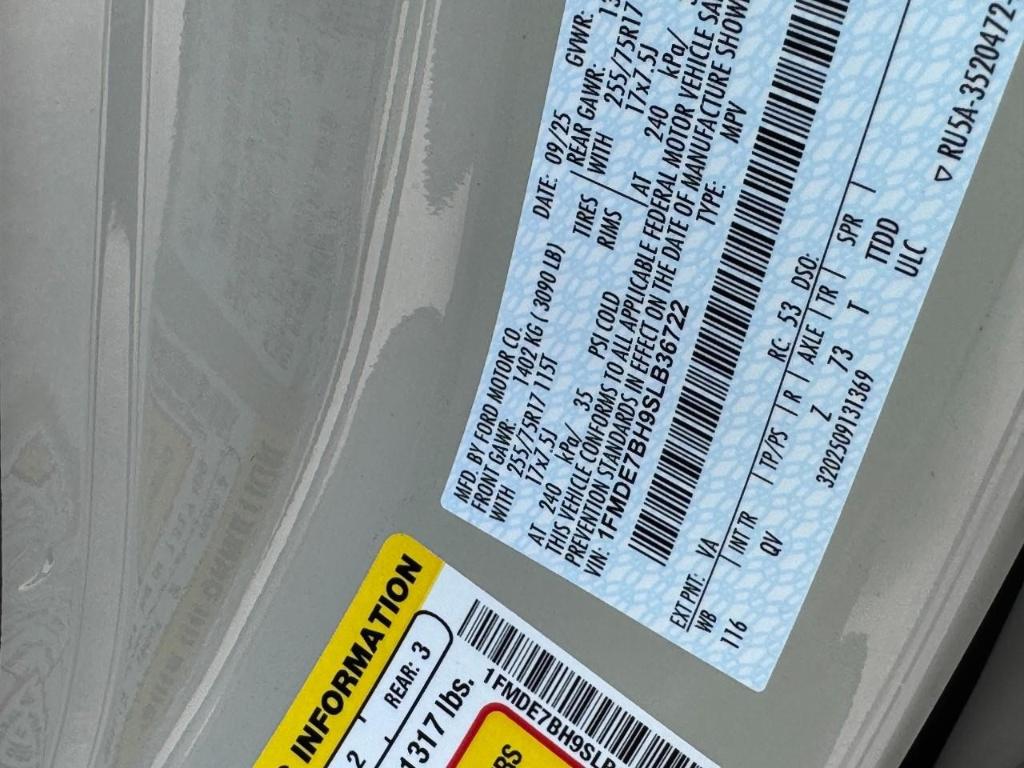 MFD. BY FORD MOTOR CO. DATE: 09/25 GVWR:
FRONT GAWR: 1402 KG ( 3090 LB) REAR GAWR: 13
WITH 255/75R17 115T TIRES WITH 255/75R17
17x7.5J RIMS 17x7.5J
AT 240 kPa/ 35 PSI COLD AT 240 kPa/
THIS VEHICLE CONFORMS TO ALL APPLICABLE FEDERAL MOTOR VEHICLE SA
PREVENTION STANDARDS IN EFFECT ON THE DATE OF MANUFACTURE SHOW
VIN: 1FMDE7BH9SLB36722 TYPE: MPV
EXT PNT: VA RC: 53 DSO:
WB INT TR TP/PS R AXLE TR SPR
116 QV Z 73 T TTDD
3202509131369 ULC
▽ RU5A-3520472-
INFORMATION
2 REAR: 3
1317 lbs.
1FMDE7BH9SLB
RS